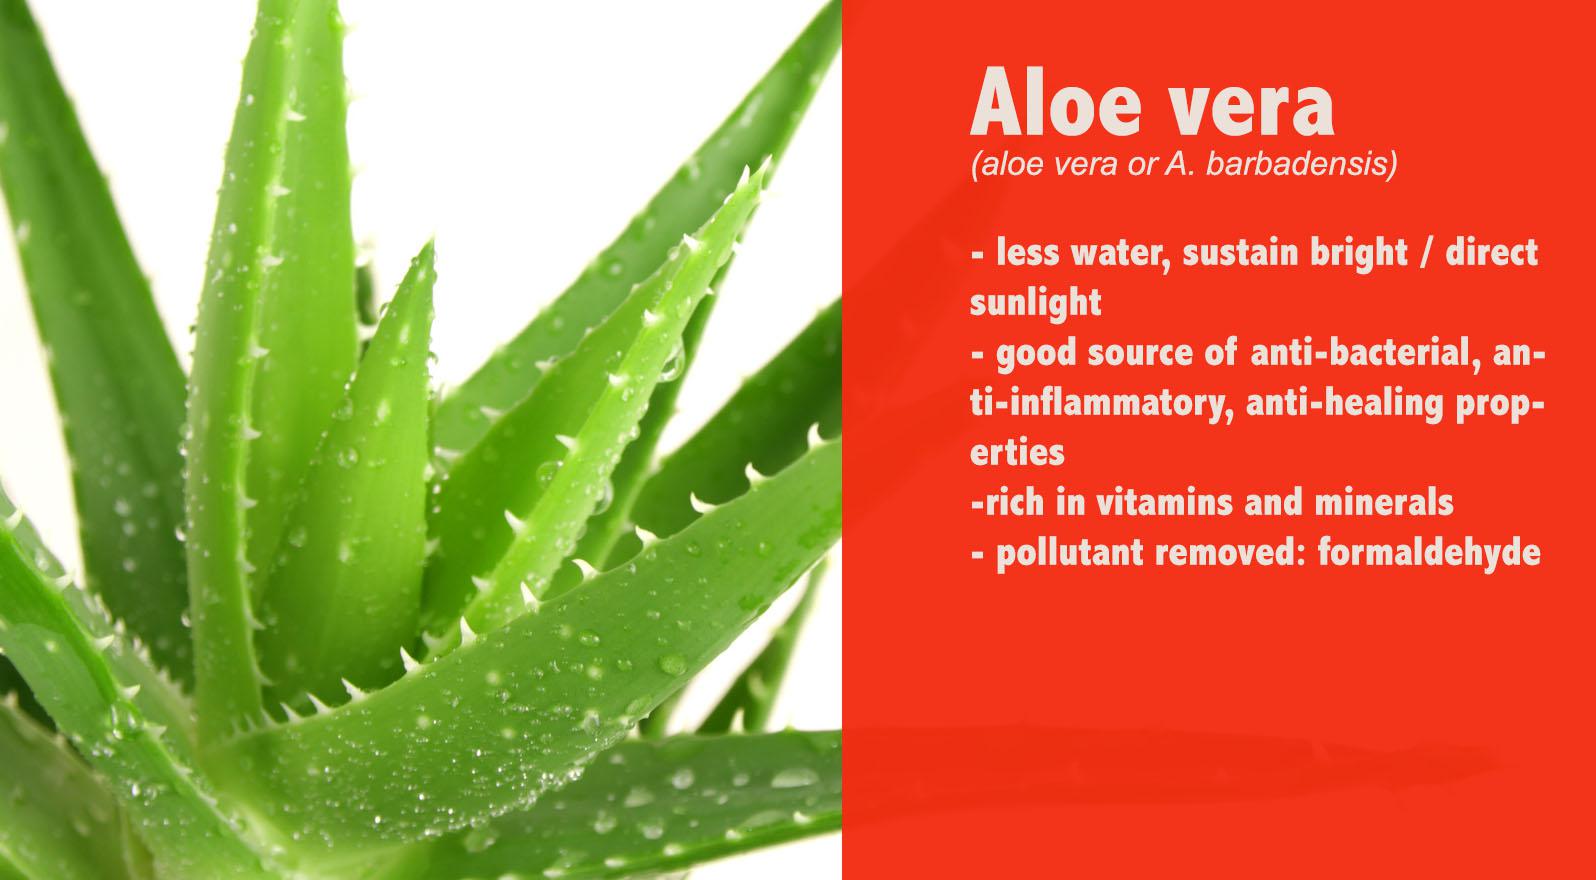 Aloe vera
(aloe vera or A. barbadensis)
- less water, sustain bright / direct
sunlight
- good source of anti-bacterial, an-
ti-inflammatory, anti-healing prop-
erties
-rich in vitamins and minerals
- pollutant removed: formaldehyde